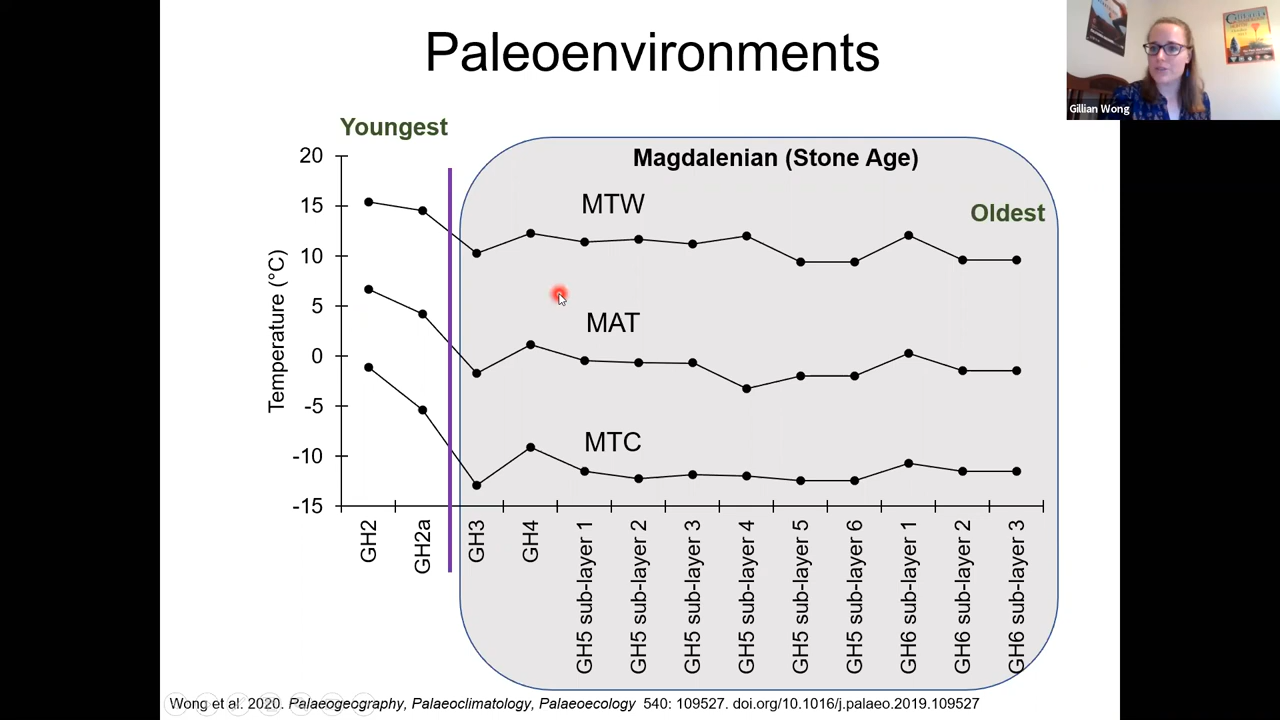 Paleoenvironments
Gillian Wong
Youngest
Magdalenian (Stone Age)
Oldest
MTW
MAT
MTC
Temperature (°C)
20
15
10
5
0
-5
-10
-15
GH2
GH2a
GH3
GH4
GH5 sub-layer 1
GH5 sub-layer 2
GH5 sub-layer 3
GH5 sub-layer 4
GH5 sub-layer 5
GH5 sub-layer 6
GH6 sub-layer 1
GH6 sub-layer 2
GH6 sub-layer 3
Wong et al. 2020. Palaeogeography, Palaeoclimatology, Palaeoecology 540: 109527. doi.org/10.1016/j.palaeo.2019.109527